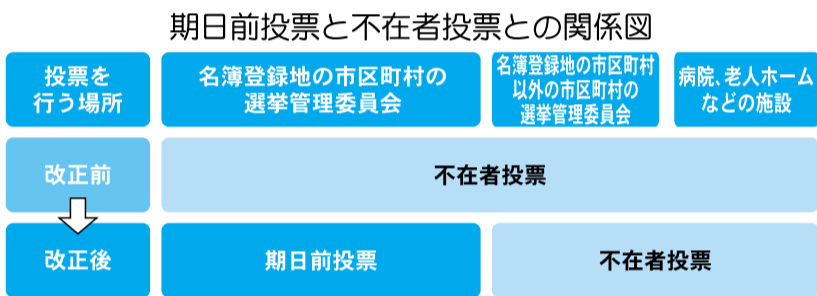 期日前投票と不在者投票との関係図
投票を
行う場所
名簿登録地の市区町村の
選挙管理委員会
名簿登録地の市区町村
以外の市区町村の
選挙管理委員会
病院、老人ホーム
などの施設
改正前
不在者投票
改正後
期日前投票
不在者投票